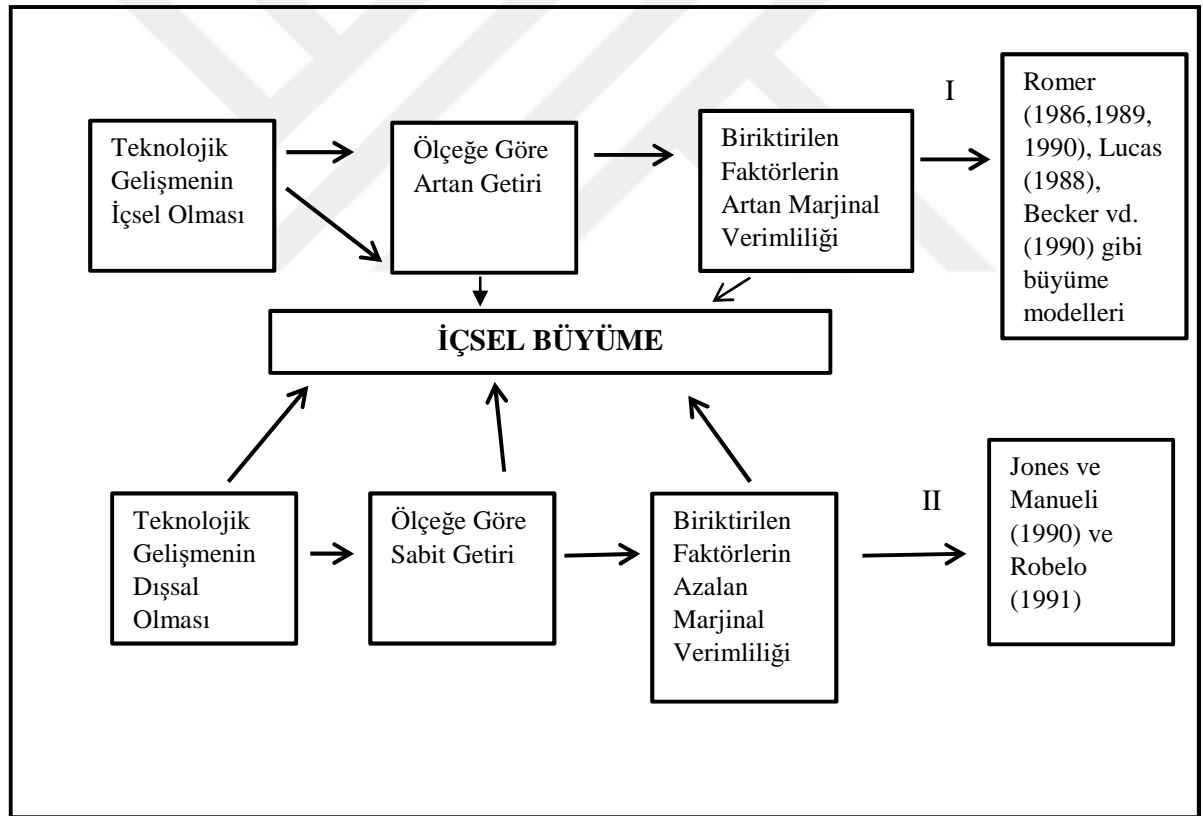 Teknolojik
Gelişmenin
İçsel Olması
Ölçeğe Göre
Artan Getiri
Biriktirilen
Faktörlerin
Artan Marjinal
Verimliliği
I
Romer
(1986,1989,
1990), Lucas
(1988),
Becker vd.
(1990) gibi
büyüme
modelleri
İÇSEL BÜYÜME
Teknolojik
Gelişmenin
Dışsal
Olması
Ölçeğe Göre
Sabit Getiri
Biriktirilen
Faktörlerin
Azalan
Marjinal
Verimliliği
II
Jones ve
Manueli
(1990) ve
Robelo
(1991)